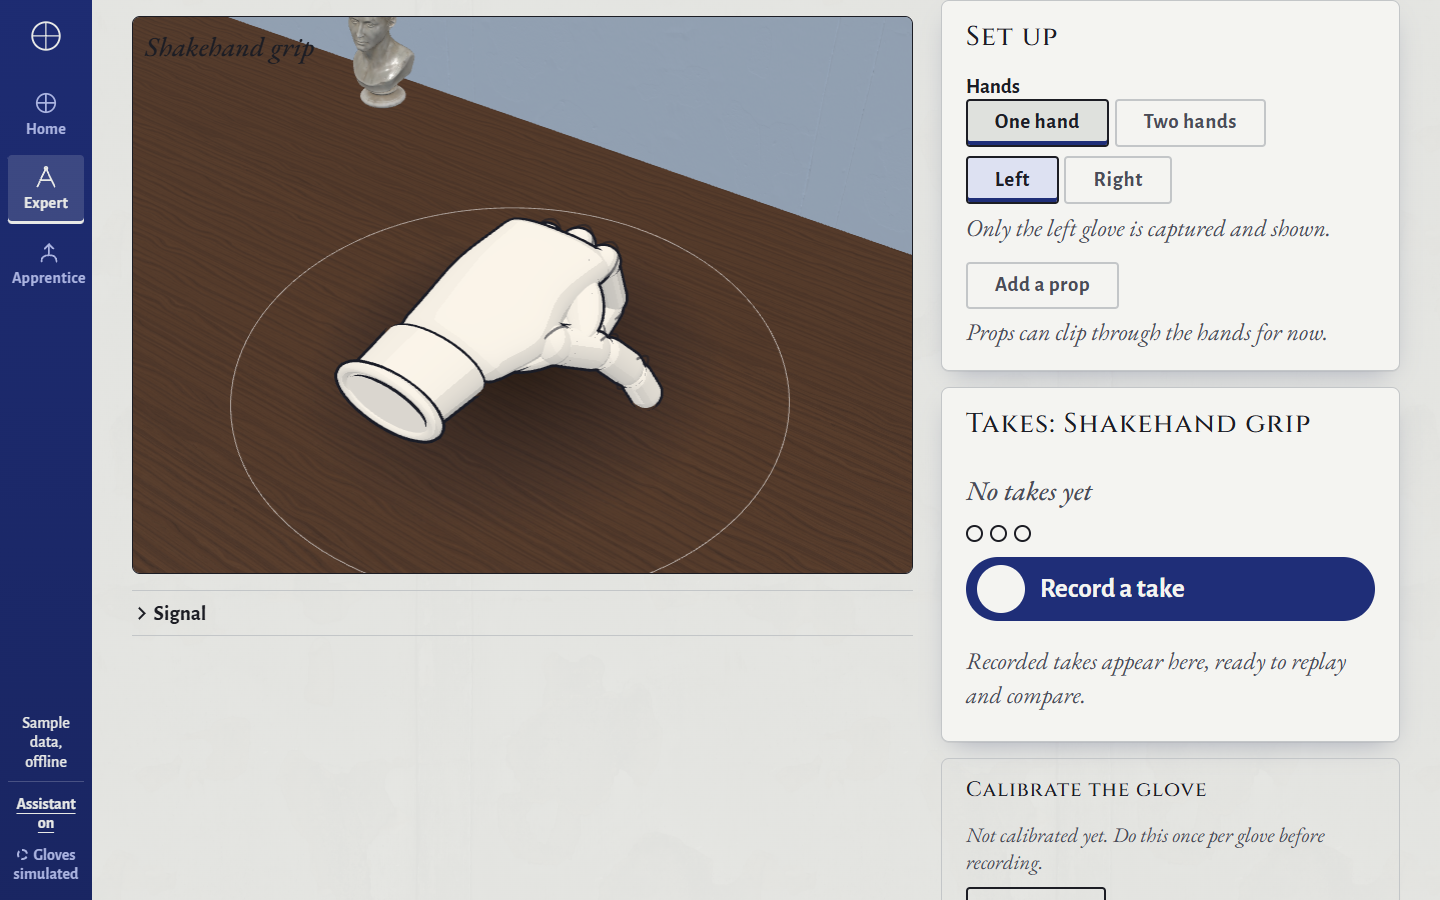 Home
Expert
Apprentice
Sample
data,
offline
Assistant
on
Gloves
simulated
Shakehand grip
Signal
Set up
Hands
One hand
Two hands
Left
Right
Only the left glove is captured and shown.
Add a prop
Props can clip through the hands for now.
Takes: Shakehand grip
No takes yet
Record a take
Recorded takes appear here, ready to replay
and compare.
Calibrate the glove
Not calibrated yet. Do this once per glove before
recording.